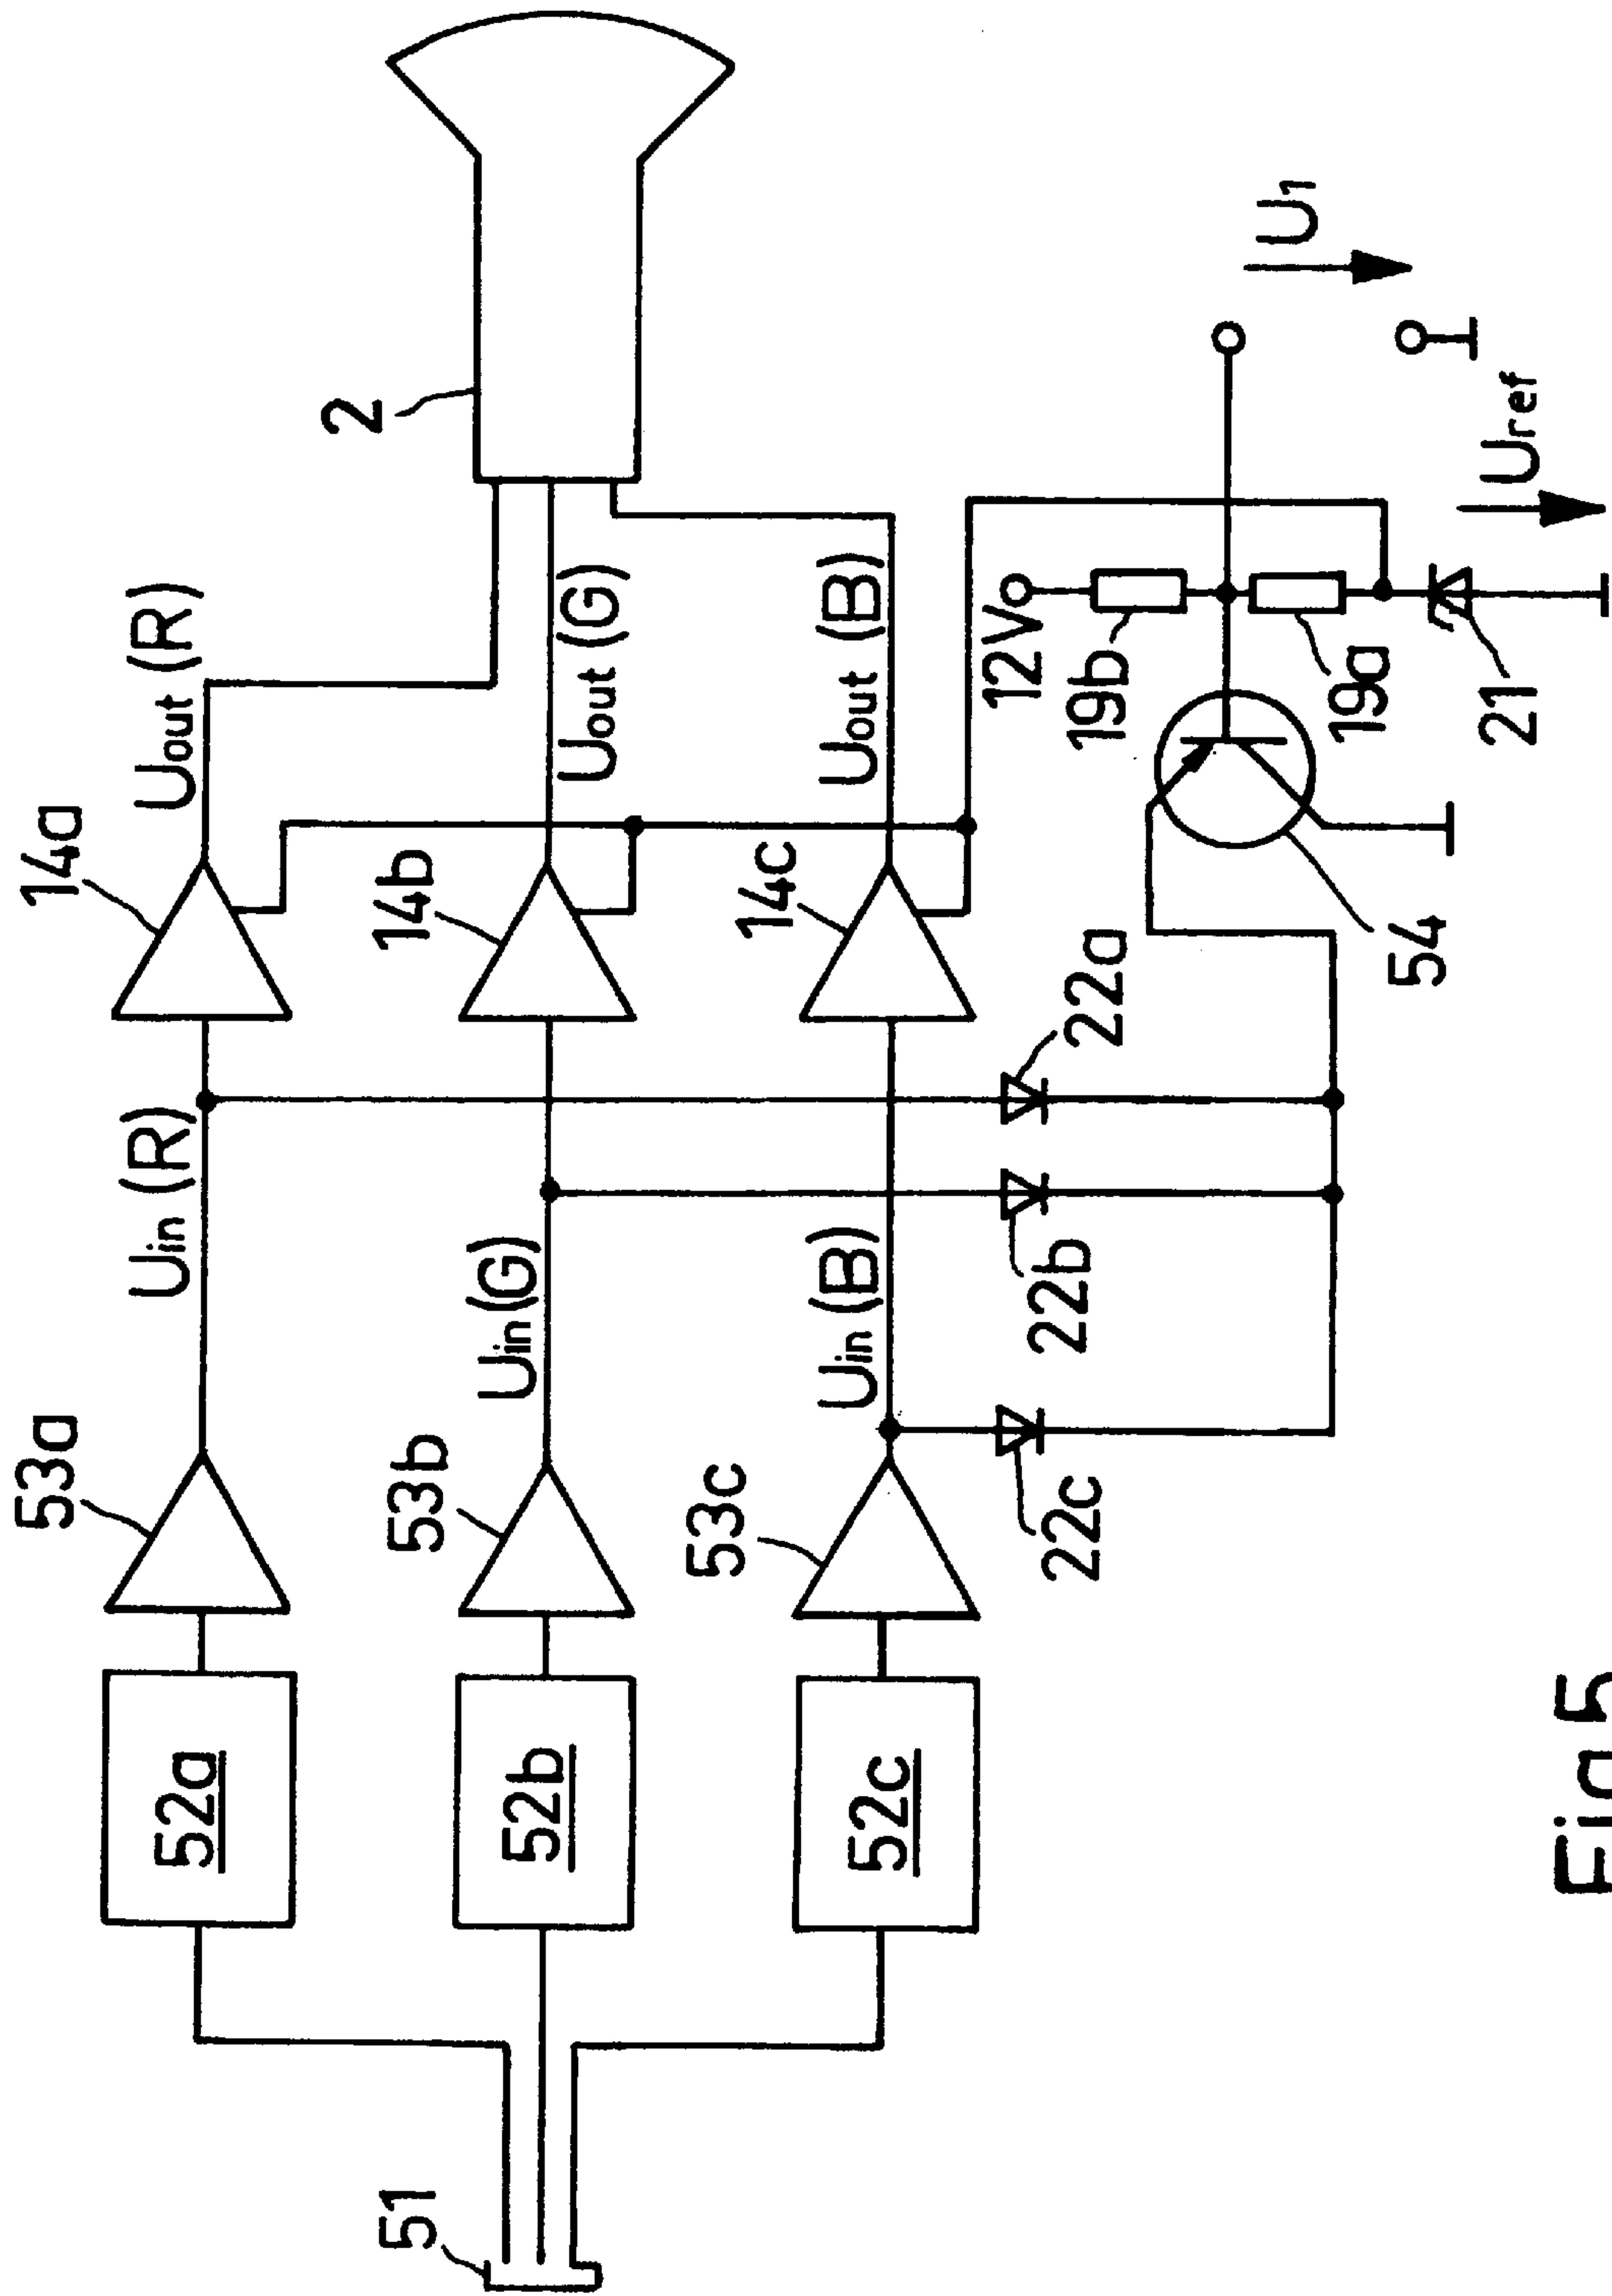 53a
14a
Uin (R)
Uout (R)
2
52a
53b
14b
51
Uin (G)
Uout (G)
52b
53c
14c
Uin (B)
Uout (B)
52c
12V
22a
19b
22b
22c
U1
19a
54
21
Uref
Fig.5